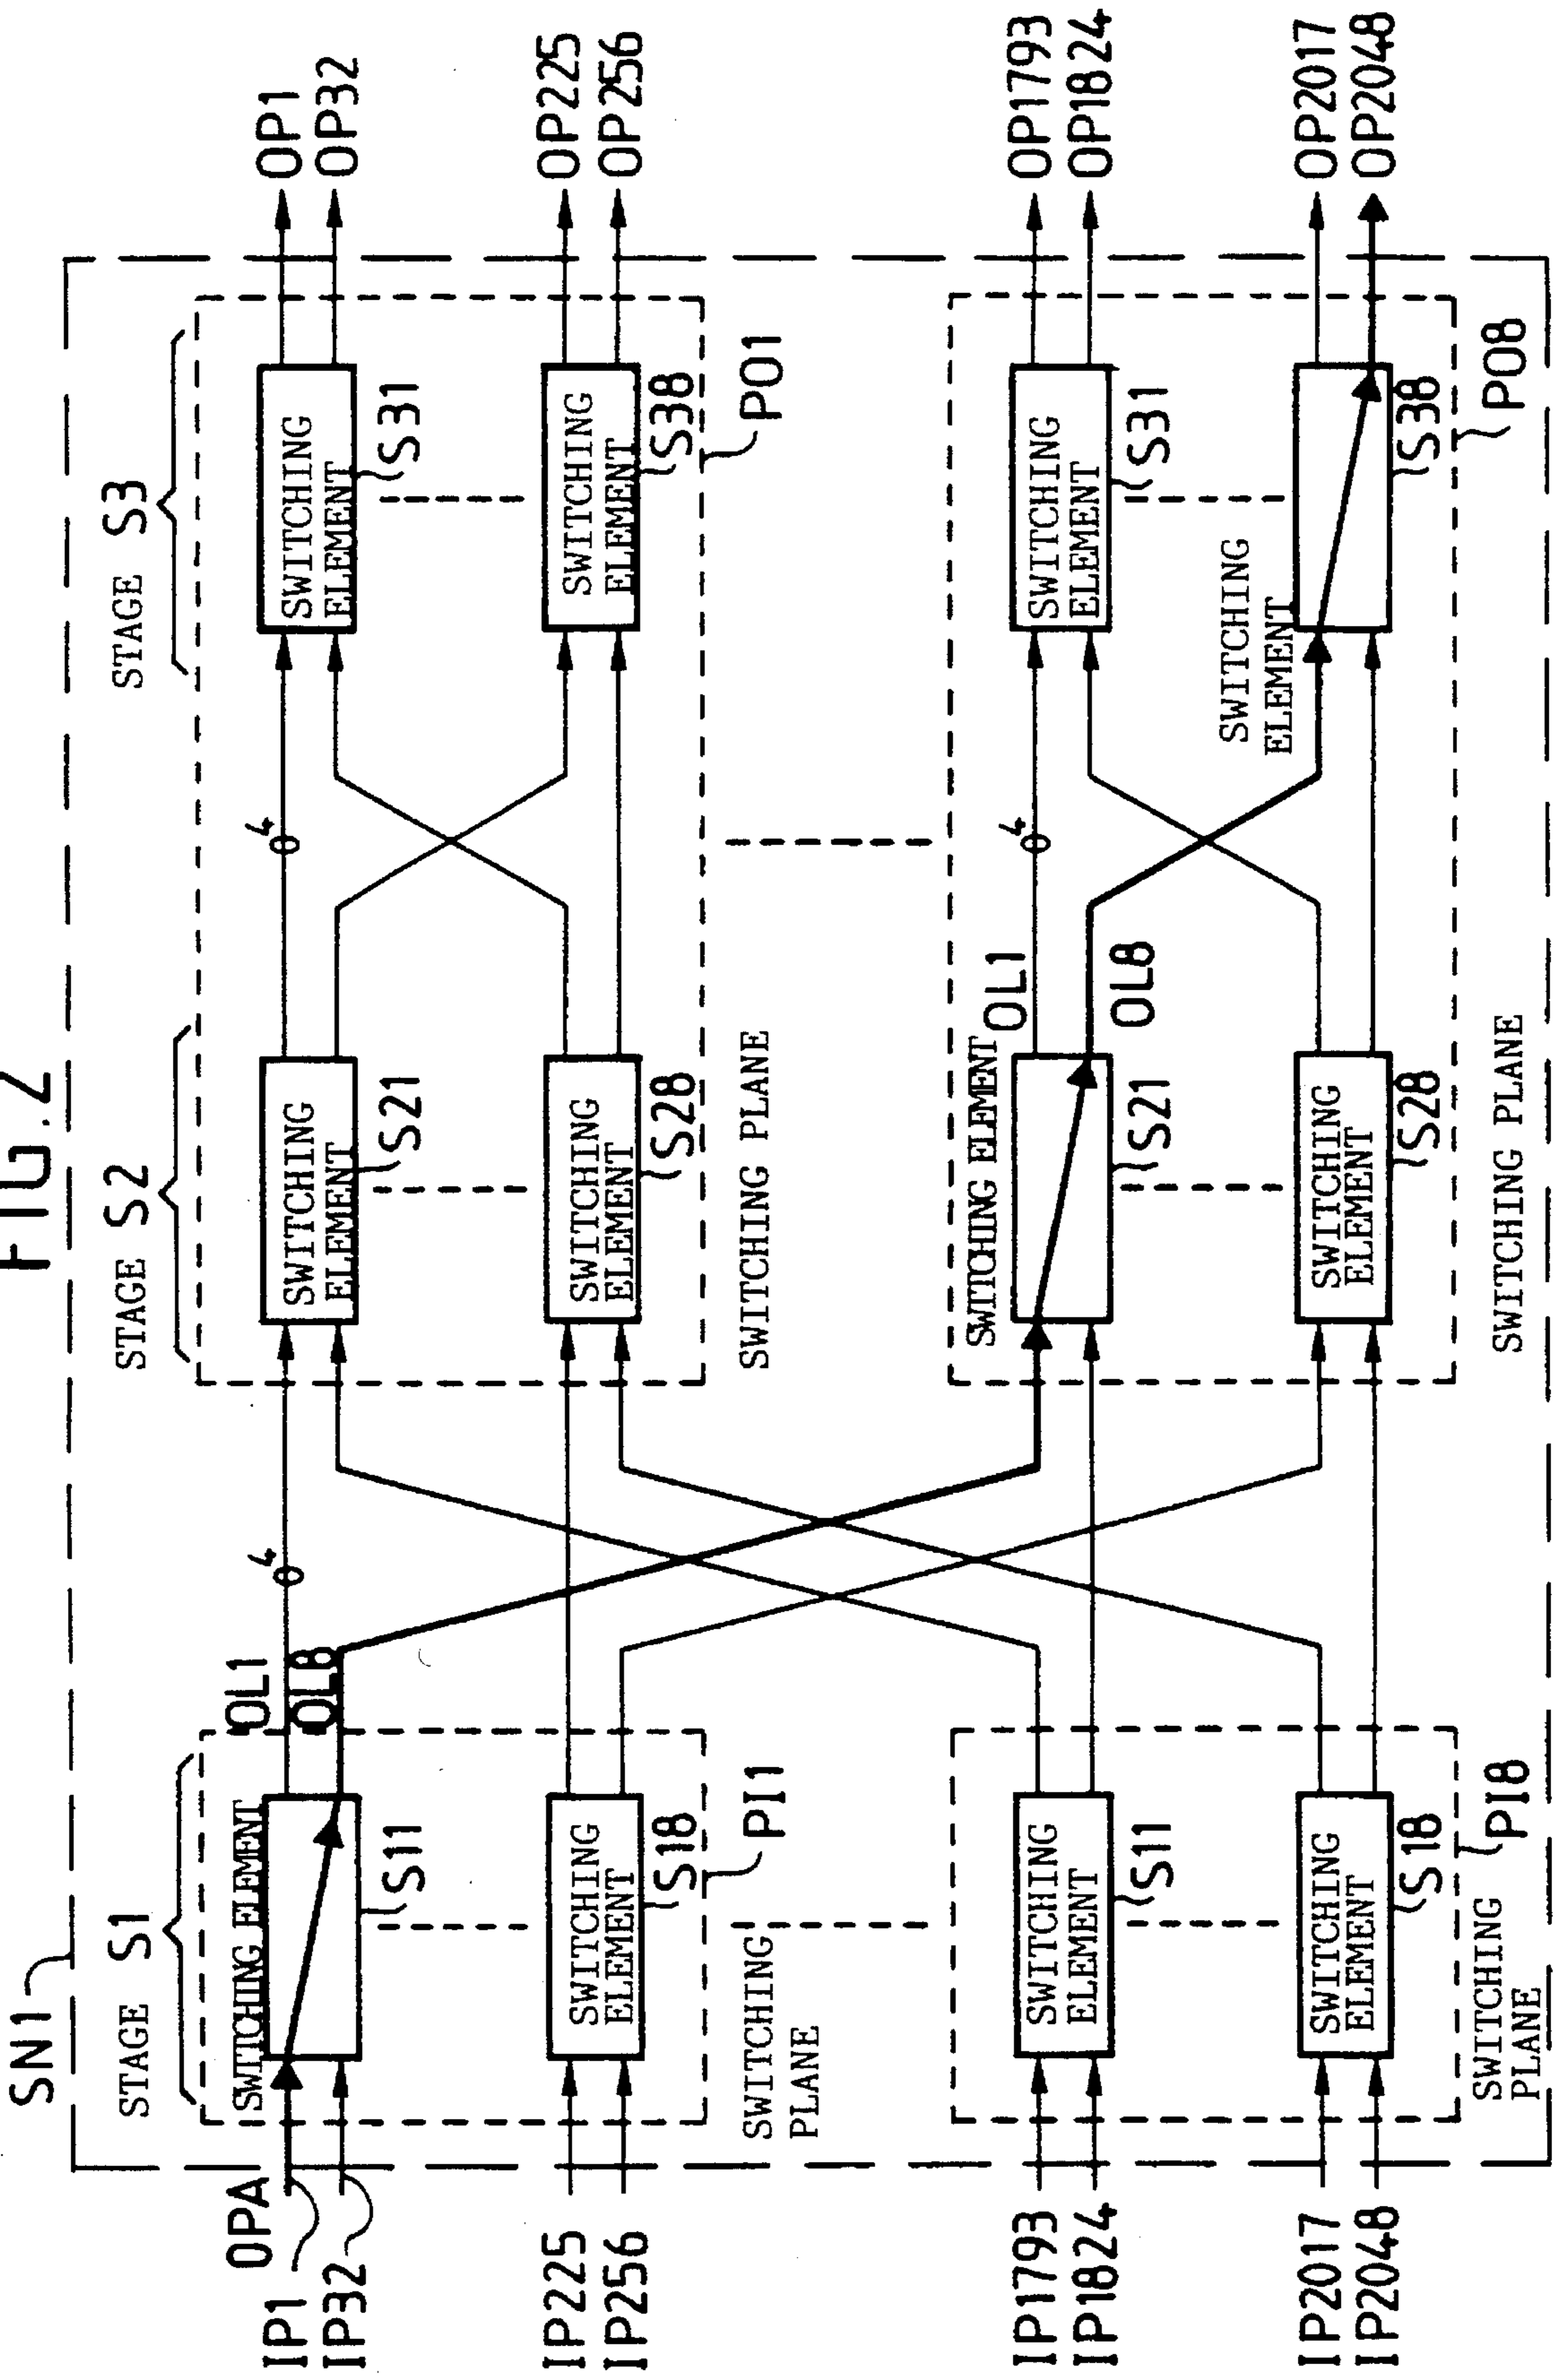 FIG.2
SN1
STAGE S1
STAGE S2
STAGE S3
OPA
IP1
IP32
SWITCHING ELEMENT
S11
OL1
OL8
4
SWITCHING
ELEMENT
S21
4
SWITCHING
ELEMENT
S31
OP1
OP32
IP225
IP256
SWITCHING
ELEMENT
S18
PI1
SWITCHING
ELEMENT
S28
SWITCHING
ELEMENT
S38
PO1
OP225
OP256
SWITCHING
PLANE
SWITCHING PLANE
IP1793
IP1824
SWITCHING
ELEMENT
S11
SWITCHING ELEMENT
S21
OL1
OL8
4
SWITCHING
ELEMENT
S31
OP1793
OP1824
IP2017
IP2048
SWITCHING
ELEMENT
S18
PI8
SWITCHING
ELEMENT
S28
SWITCHING
ELEMENT
S38
PO8
OP2017
OP2048
SWITCHING
PLANE
SWITCHING PLANE